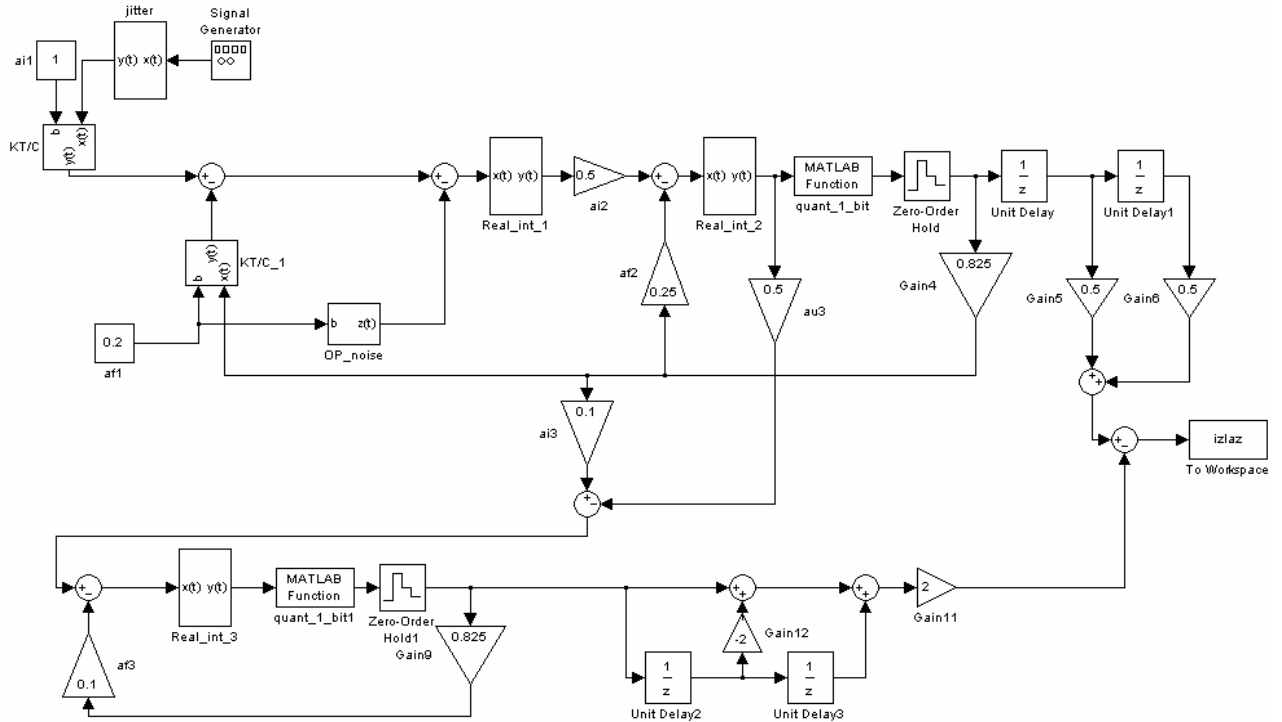 jitter
Signal
Generator
y(t) x(t)
ai1
1
KT/C
b
x(t)
y(t)
+
-
+
-
x(t) y(t)
Real_int_1
0.5
ai2
+
-
x(t) y(t)
Real_int_2
MATLAB
Function
quant_1_bit
Zero-Order
Hold
1
z
Unit Delay
1
z
Unit Delay1
KT/C_1
y(t)
b
x(t)
af2
0.25
0.5
au3
0.825
Gain4
0.5
Gain5
0.5
Gain6
0.2
af1
b z(t)
OP_noise
0.1
ai3
+
+
+
-
izlaz
To Workspace
+
-
+
-
x(t) y(t)
Real_int_3
MATLAB
Function
quant_1_bit1
Zero-Order
Hold1
0.825
Gain9
af3
0.1
+
+
+
+
2
Gain11
-2
Gain12
1
z
Unit Delay2
1
z
Unit Delay3